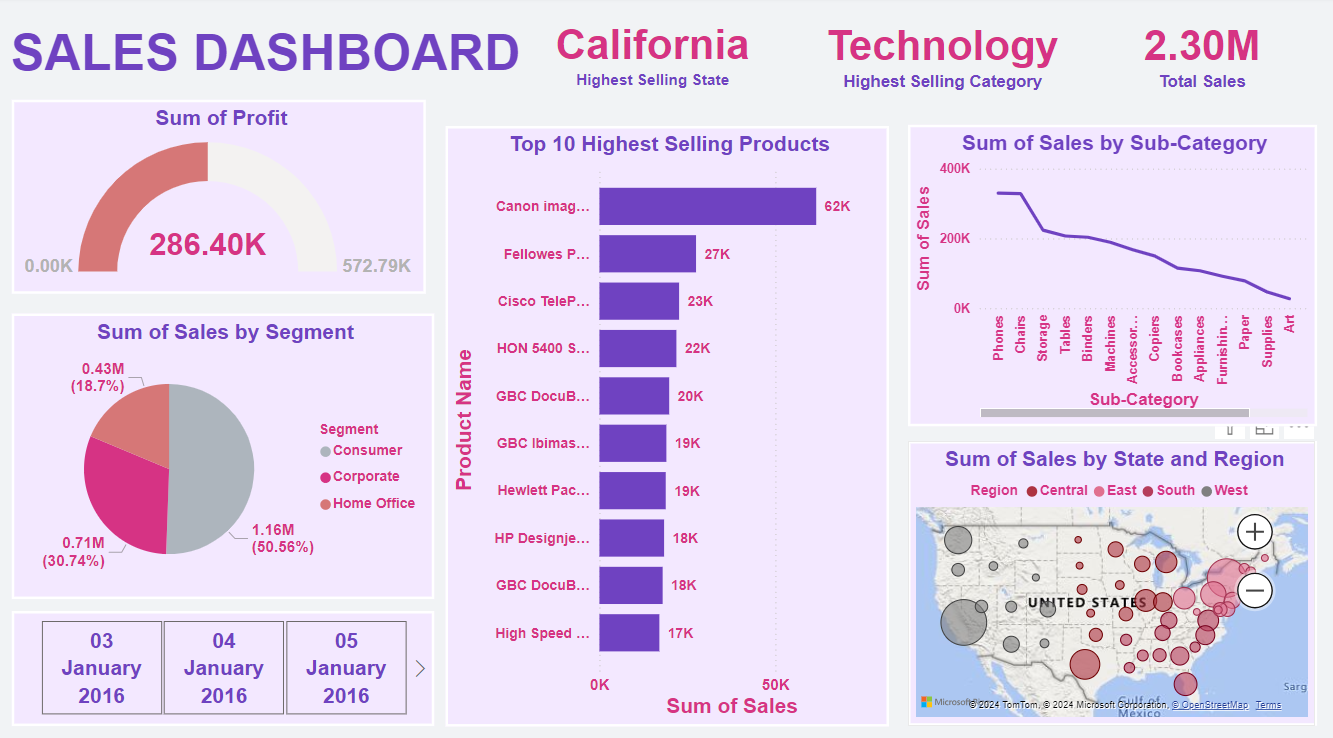 SALES DASHBOARD
California
Highest Selling State
Technology
Highest Selling Category
2.30M
Total Sales
Sum of Profit
286.40K
0.00K
572.79K
Sum of Sales by Segment
0.43M
(18.7%)
0.71M
(30.74%)
1.16M
(50.56%)
Segment
Consumer
Corporate
Home Office
03
January
2016
04
January
2016
05
January
2016
Top 10 Highest Selling Products
Product Name
Canon imag... 62K
Fellowes P... 27K
Cisco TeleP... 23K
HON 5400 S... 22K
GBC DocuB... 20K
GBC Ibimas... 19K
Hewlett Pac... 19K
HP Designje... 18K
GBC DocuB... 18K
High Speed ... 17K
0K 50K
Sum of Sales
Sum of Sales by Sub-Category
Sum of Sales
400K
200K
0K
Phones
Chairs
Storage
Tables
Binders
Machines
Accessor...
Copiers
Bookcases
Appliances
Furnishin...
Paper
Supplies
Art
Sub-Category
Sum of Sales by State and Region
Region Central East South West
UNITED STATES
Gulf of
Mexico
Sarg
Microsoft
© 2024 TomTom, © 2024 Microsoft Corporation, © OpenStreetMap Terms